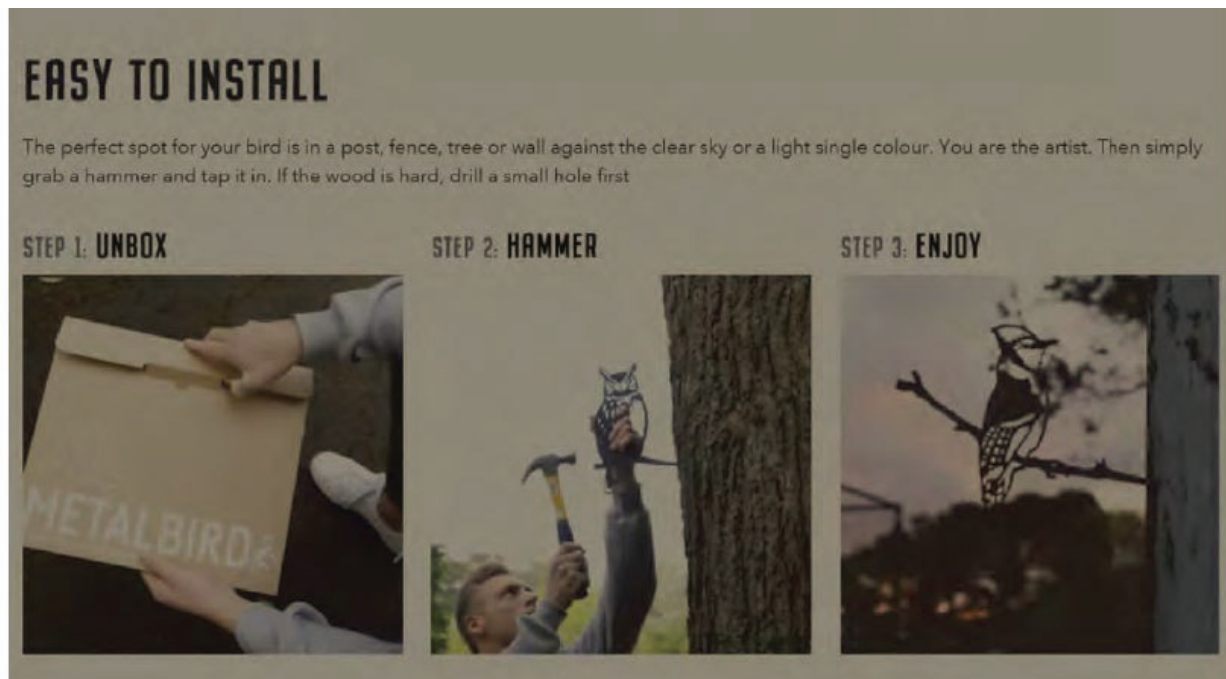 EASY TO INSTALL
The perfect spot for your bird is in a post, fence, tree or wall against the clear sky or a light single colour. You are the artist. Then simply
grab a hammer and tap it in. If the wood is hard, drill a small hole first
STEP 1: UNBOX
STEP 2: HAMMER
STEP 3: ENJOY
METALBIRD